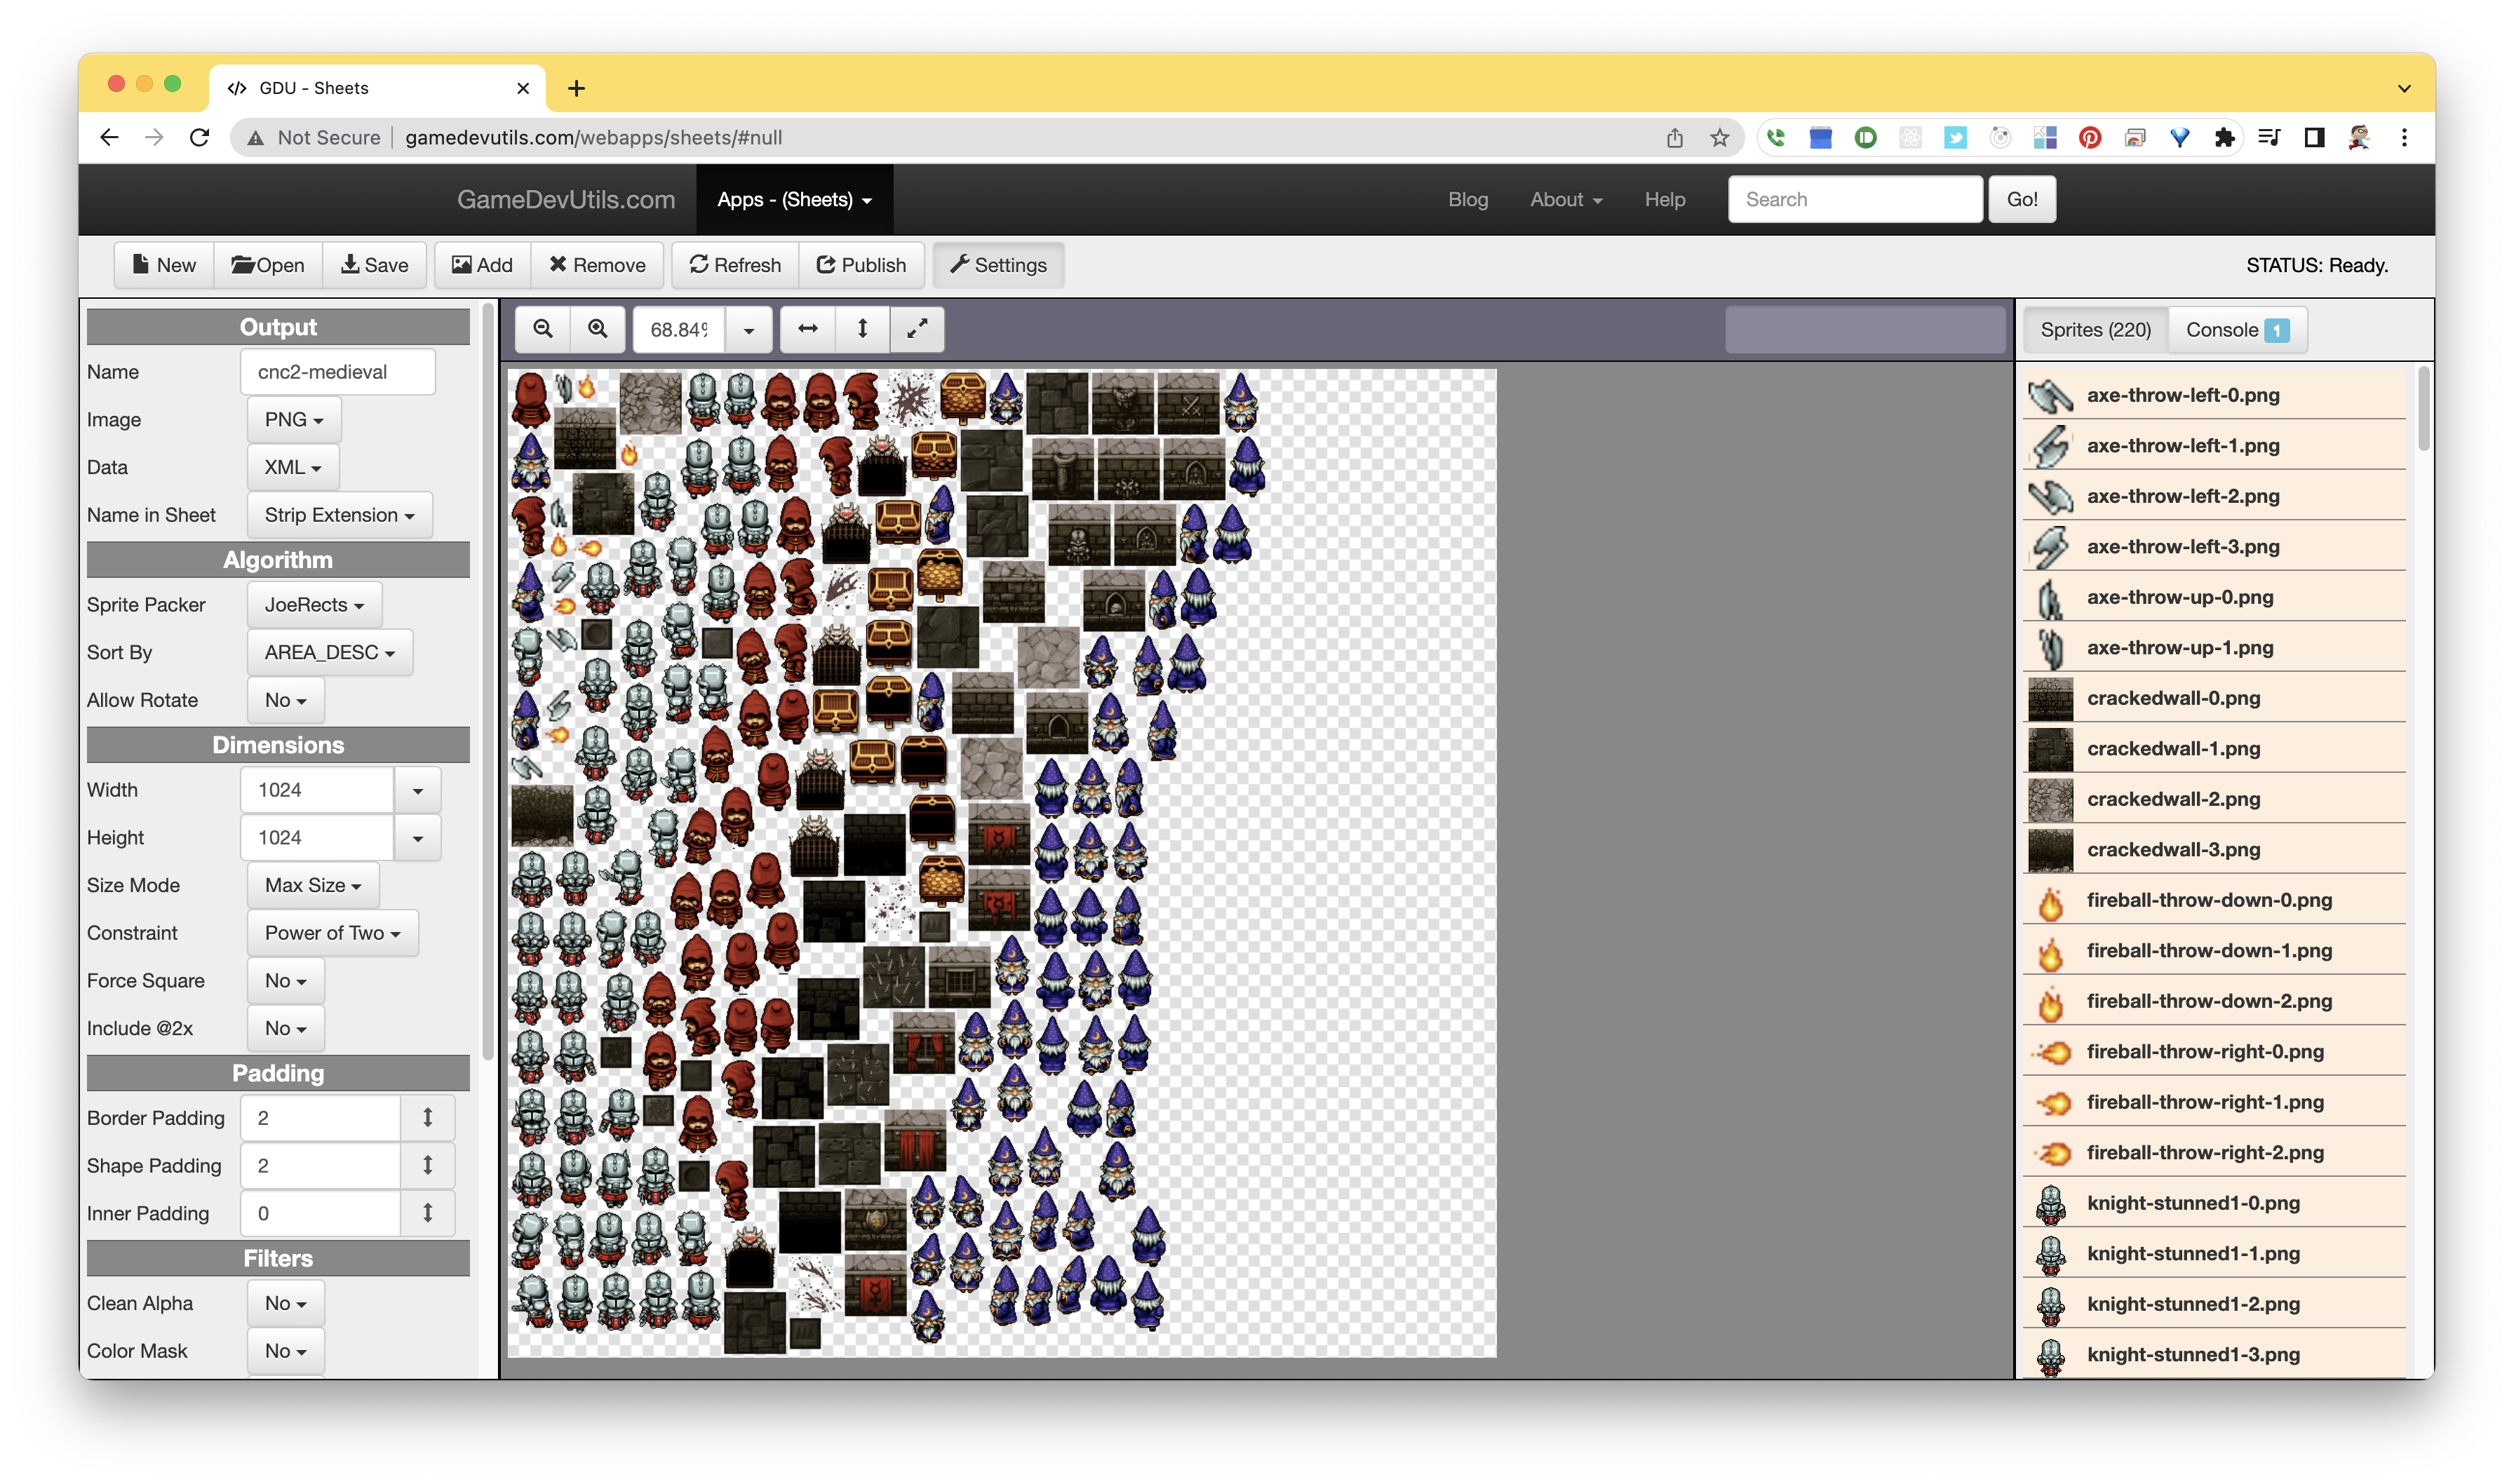 GDU - Sheets
Not Secure gamedevutils.com/webapps/sheets/#null
GameDevUtils.com Apps - (Sheets) Blog About Help Search Go!
New Open Save Add Remove Refresh Publish Settings STATUS: Ready.
Output
Name cnc2-medieval
Image PNG
Data XML
Name in Sheet Strip Extension
Algorithm
Sprite Packer JoeRects
Sort By AREA_DESC
Allow Rotate No
Dimensions
Width 1024
Height 1024
Size Mode Max Size
Constraint Power of Two
Force Square No
Include @2x No
Padding
Border Padding 2
Shape Padding 2
Inner Padding 0
Filters
Clean Alpha No
Color Mask No
68.84%
Sprites (220) Console 1
axe-throw-left-0.png
axe-throw-left-1.png
axe-throw-left-2.png
axe-throw-left-3.png
axe-throw-up-0.png
axe-throw-up-1.png
crackedwall-0.png
crackedwall-1.png
crackedwall-2.png
crackedwall-3.png
fireball-throw-down-0.png
fireball-throw-down-1.png
fireball-throw-down-2.png
fireball-throw-right-0.png
fireball-throw-right-1.png
fireball-throw-right-2.png
knight-stunned1-0.png
knight-stunned1-1.png
knight-stunned1-2.png
knight-stunned1-3.png